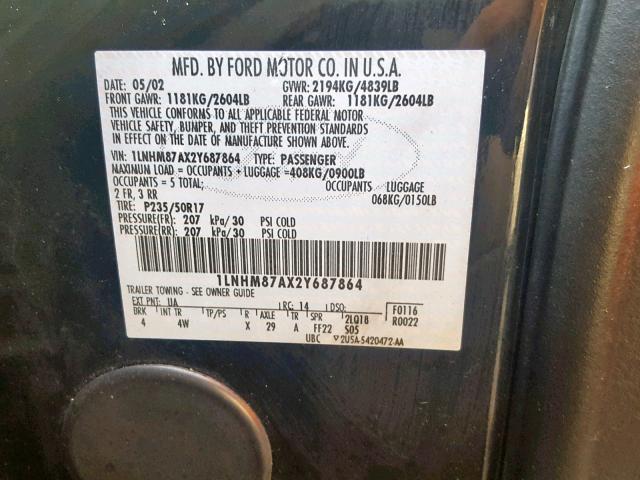 MFD. BY FORD MOTOR CO. IN U.S.A.
DATE: 05/02 GVWR: 2194KG/4839LB
FRONT GAWR: 1181KG/2604LB REAR GAWR: 1181KG/2604LB
THIS VEHICLE CONFORMS TO ALL APPLICABLE FEDERAL MOTOR
VEHICLE SAFETY, BUMPER, AND THEFT PREVENTION STANDARDS
IN EFFECT ON THE DATE OF MANUFACTURE SHOWN ABOVE.
VIN: 1LNHM87AX2Y687864 TYPE: PASSENGER
MAXIMUM LOAD = OCCUPANTS + LUGGAGE =408KG/0900LB
OCCUPANTS = 5 TOTAL; OCCUPANTS LUGGAGE
2 FR, 3 RR 068KG/0150LB
TIRE: P235/50R17
PRESSURE(FR): 207 kPa/30 PSI COLD
PRESSURE(RR): 207 kPa/30 PSI COLD
1LNHM87AX2Y687864
TRAILER TOWING - SEE OWNER GUIDE
EXT PNT: UA RC: 14 DSO: F0116
BRK INT TR TP/PS R AXLE TR SPR 2LQ18 R0022
4 4W X 29 A FF22 S05
UBC ▽2U5A-5420472-AA